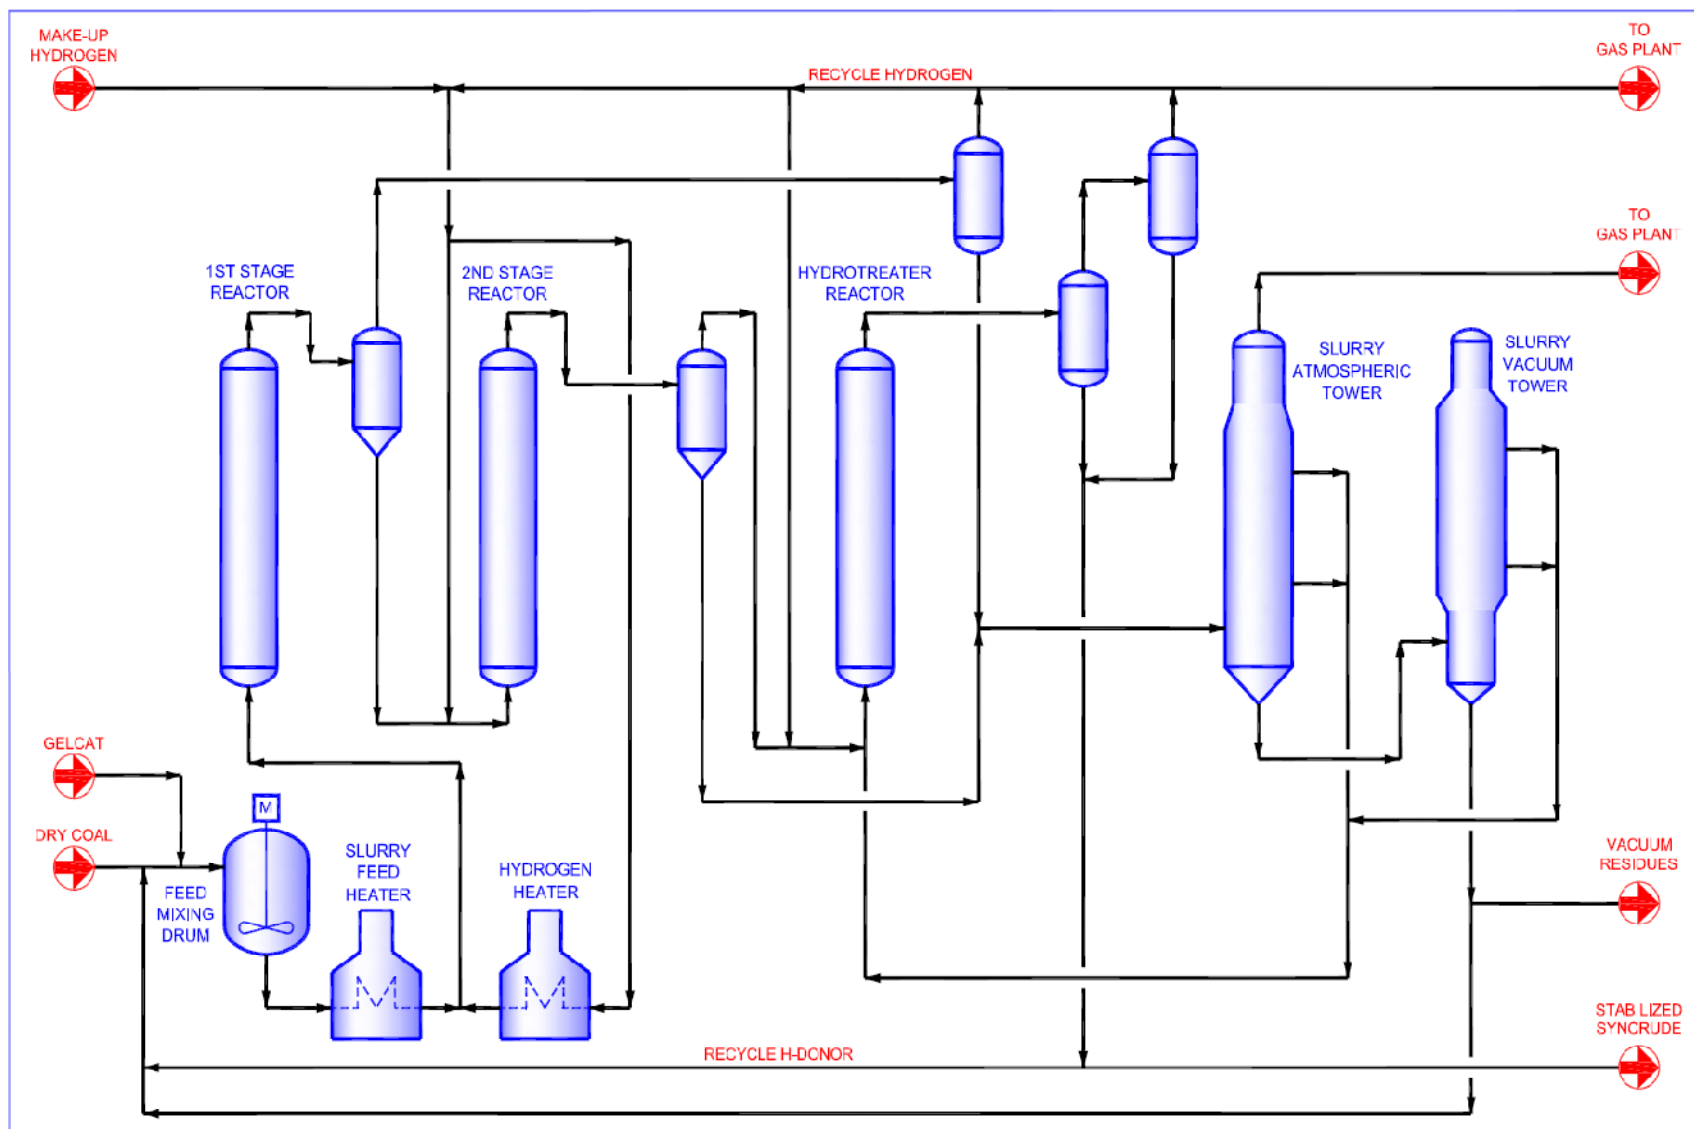 MAKE-UP
HYDROGEN
RECYCLE HYDROGEN
TO
GAS PLANT
TO
GAS PLANT
1ST STAGE
REACTOR
2ND STAGE
REACTOR
HYDROTREATER
REACTOR
SLURRY
ATMOSPHERIC
TOWER
SLURRY
VACUUM
TOWER
GELCAT
M
DRY COAL
FEED
MIXING
DRUM
SLURRY
FEED
HEATER
HYDROGEN
HEATER
VACUUM
RESIDUES
STAB LIZED
SYNCRUDE
RECYCLE H-DONOR